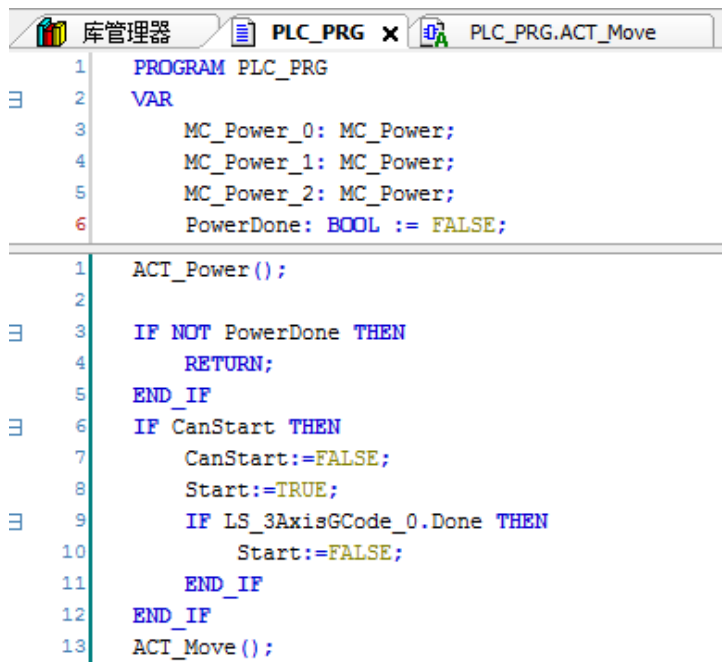 库管理器 PLC_PRG X PLC_PRG.ACT_Move
1 PROGRAM PLC_PRG
2 VAR
3 MC_Power_0: MC_Power;
4 MC_Power_1: MC_Power;
5 MC_Power_2: MC_Power;
6 PowerDone: BOOL := FALSE;
1 ACT_Power();
2
3 IF NOT PowerDone THEN
4 RETURN;
5 END_IF
6 IF CanStart THEN
7 CanStart:=FALSE;
8 Start:=TRUE;
9 IF LS_3AxisGCode_0.Done THEN
10 Start:=FALSE;
11 END_IF
12 END_IF
13 ACT_Move();